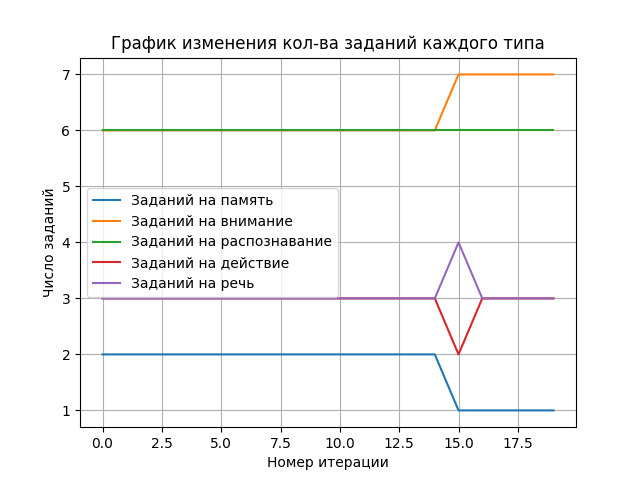 График изменения кол-ва заданий каждого типа
Число заданий
7
6
5
4
3
2
1
Заданий на память
Заданий на внимание
Заданий на распознавание
Заданий на действие
Заданий на речь
0.0 2.5 5.0 7.5 10.0 12.5 15.0 17.5
Номер итерации